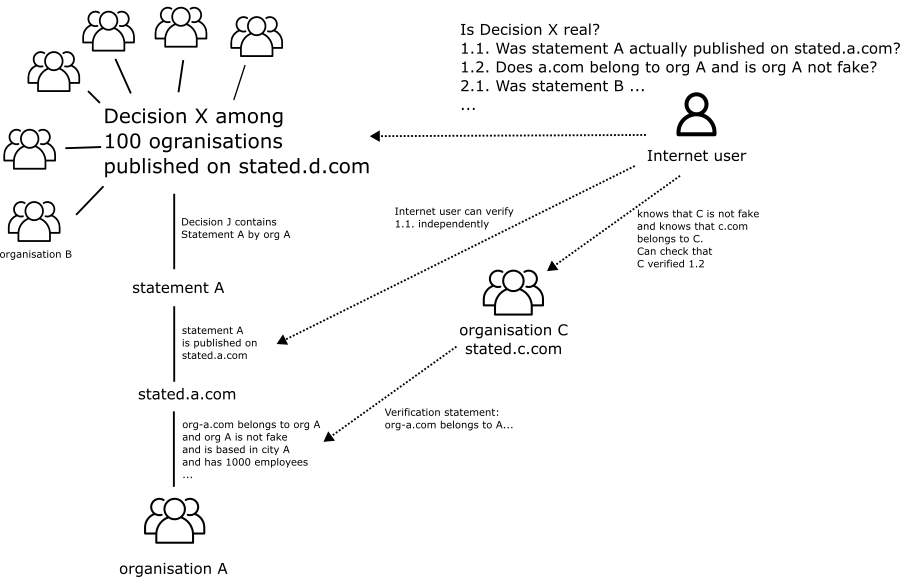 Is Decision X real?
1.1. Was statement A actually published on stated.a.com?
1.2. Does a.com belong to org A and is org A not fake?
2.1. Was statement B ...
...
Decision X among
100 ogranisations
published on stated.d.com
Internet user
Decision J contains
Statement A by org A
Internet user can verify
1.1. independently
knows that C is not fake
and knows that c.com
belongs to C.
Can check that
C verified 1.2
organisation B
statement A
organisation C
stated.c.com
statement A
is published on
stated.a.com
stated.a.com
Verification statement:
org-a.com belongs to A...
org-a.com belongs to org A
and org A is not fake
and is based in city A
and has 1000 employees
...
organisation A